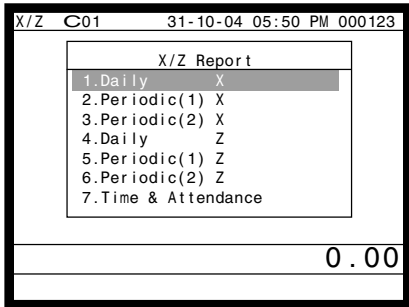 X/Z C01 31-10-04 05:50 PM 000123
X/Z Report
1.Daily X
2.Periodic(1) X
3.Periodic(2) X
4.Daily Z
5.Periodic(1) Z
6.Periodic(2) Z
7.Time & Attendance
0.00